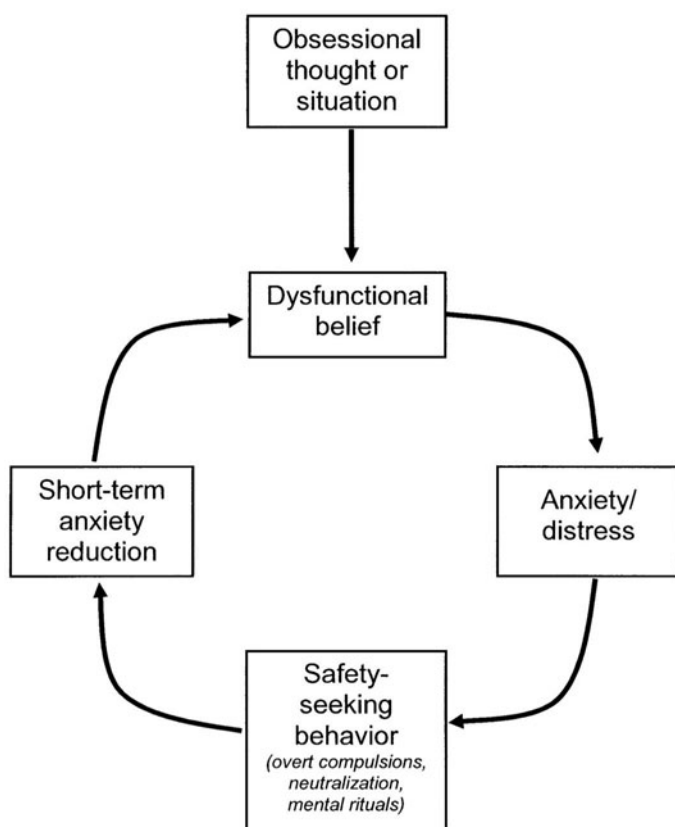 Obsessional
thought or
situation
Dysfunctional
belief
Short-term
anxiety
reduction
Anxiety/
distress
Safety-
seeking
behavior
(overt compulsions,
neutralization,
mental rituals)